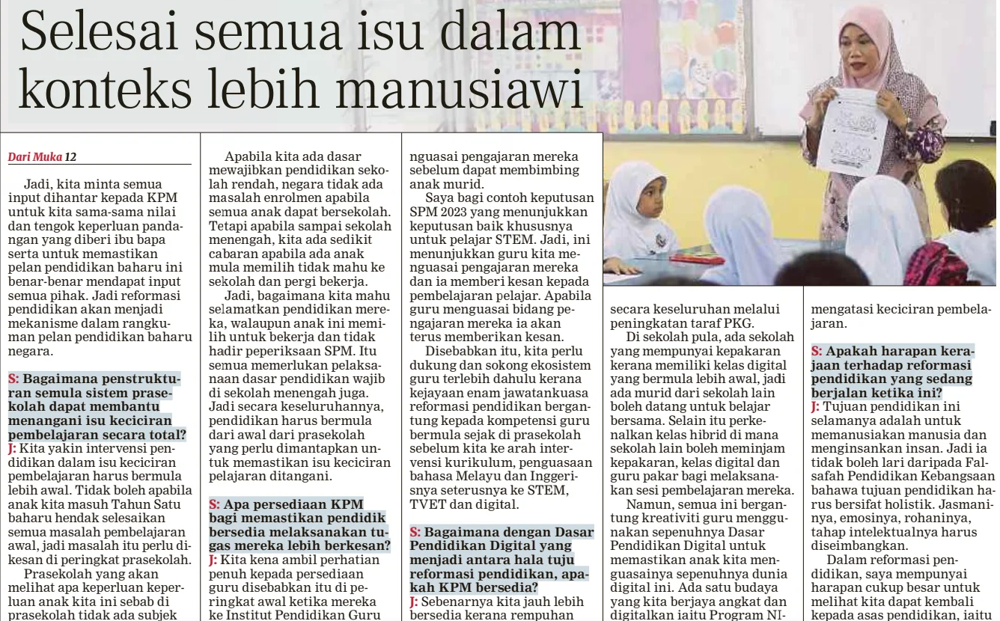 Selesai semua isu dalam
konteks lebih manusiawi
Dari Muka 12
Jadi, kita minta semua
input dihantar kepada KPM
untuk kita sama-sama nilai
dan tengok keperluan panda-
ngan yang diberi ibu bapa
serta untuk memastikan
pelan pendidikan baharu ini
benar-benar mendapat input
semua pihak. Jadi reformasi
pendidikan akan menjadi
mekanisme dalam rangku-
man pelan pendidikan baharu
negara.
S: Bagaimana penstruktu-
ran semula sistem prase-
kolah dapat membantu
menangani isu keciciran
pembelajaran secara total?
J: Kita yakin intervensi pen-
didikan dalam isu keciciran
pembelajaran harus bermula
lebih awal. Tidak boleh apabila
anak kita masuh Tahun Satu
baharu hendak selesaikan
semua masalah pembelajaran
awal, jadi masalah itu perlu di-
kesan di peringkat prasekolah.
Prasekolah yang akan
melihat apa keperluan keper-
luan anak kita ini sebab di
prasekolah tidak ada subjek
Apabila kita ada dasar
mewajibkan pendidikan seko-
lah rendah, negara tidak ada
masalah enrolmen apabila
semua anak dapat bersekolah.
Tetapi apabila sampai sekolah
menengah, kita ada sedikit
cabaran apabila ada anak
mula memilih tidak mahu ke
sekolah dan pergi bekerja.
Jadi, bagaimana kita mahu
selamatkan pendidikan mere-
ka, walaupun anak ini memi-
lih untuk bekerja dan tidak
hadir peperiksaan SPM. Itu
semua memerlukan pelaksa-
naan dasar pendidikan wajib
di sekolah menengah juga.
Jadi secara keseluruhannya,
pendidikan harus bermula
dari awal dari prasekolah
yang perlu dimantapkan un-
tuk memastikan isu keciciran
pelajaran ditangani.
S: Apa persediaan KPM
bagi memastikan pendidik
bersedia melaksanakan tu-
gas mereka lebih berkesan?
J: Kita kena ambil perhatian
penuh kepada persediaan
guru disebabkan itu di pe-
ringkat awal ketika mereka
ke Institut Pendidikan Guru
nguasai pengajaran mereka
sebelum dapat membimbing
anak murid.
Saya bagi contoh keputusan
SPM 2023 yang menunjukkan
keputusan baik khususnya
untuk pelajar STEM. Jadi, ini
menunjukkan guru kita me-
nguasai pengajaran mereka
dan ia memberi kesan kepada
pembelajaran pelajar. Apabila
guru menguasai bidang pe-
ngajaran mereka ia akan
terus memberikan kesan.
Disebabkan itu, kita perlu
dukung dan sokong ekosistem
guru terlebih dahulu kerana
kejayaan enam jawatankuasa
reformasi pendidikan bergan-
tung kepada kompetensi guru
bermula sejak di prasekolah
sebelum kita ke arah inter-
vensi kurikulum, penguasaan
bahasa Melayu dan Inggeri-
snya seterusnya ke STEM,
TVET dan digital.
S: Bagaimana dengan Dasar
Pendidikan Digital yang
menjadi antara hala tuju
reformasi pendidikan, apa-
kah KPM bersedia?
J: Sebenarnya kita jauh lebih
bersedia kerana rempuhan
secara keseluruhan melalui
peningkatan taraf PKG.
Di sekolah pula, ada sekolah
yang mempunyai kepakaran
kerana memiliki kelas digital
yang bermula lebih awal, jadi
ada murid dari sekolah lain
boleh datang untuk belajar
bersama. Selain itu perke-
nalkan kelas hibrid di mana
sekolah lain boleh meminjam
kepakaran, kelas digital dan
guru pakar bagi melaksana-
kan sesi pembelajaran mereka.
Namun, semua ini bergan-
tung kreativiti guru menggu-
nakan sepenuhnya Dasar
Pendidikan Digital untuk
memastikan anak kita men-
guasainya sepenuhnya dunia
digital ini. Ada satu budaya
yang kita berjaya angkat dan
digitalkan iaitu Program NI-
mengatasi keciciran pembela-
jaran.
S: Apakah harapan kera-
jaan terhadap reformasi
pendidikan yang sedang
berjalan ketika ini?
J: Tujuan pendidikan ini
selamanya adalah untuk
memanusiakan manusia dan
menginsankan insan. Jadi ia
tidak boleh lari daripada Fal-
safah Pendidikan Kebangsaan
bahawa tujuan pendidikan ha-
rus bersifat holistik. Jasmani-
nya, emosinya, rohaninya,
tahap intelektualnya harus
diseimbangkan.
Dalam reformasi pen-
didikan, saya mempunyai
harapan cukup besar untuk
melihat kita dapat kembali
kepada asas pendidikan, iaitu